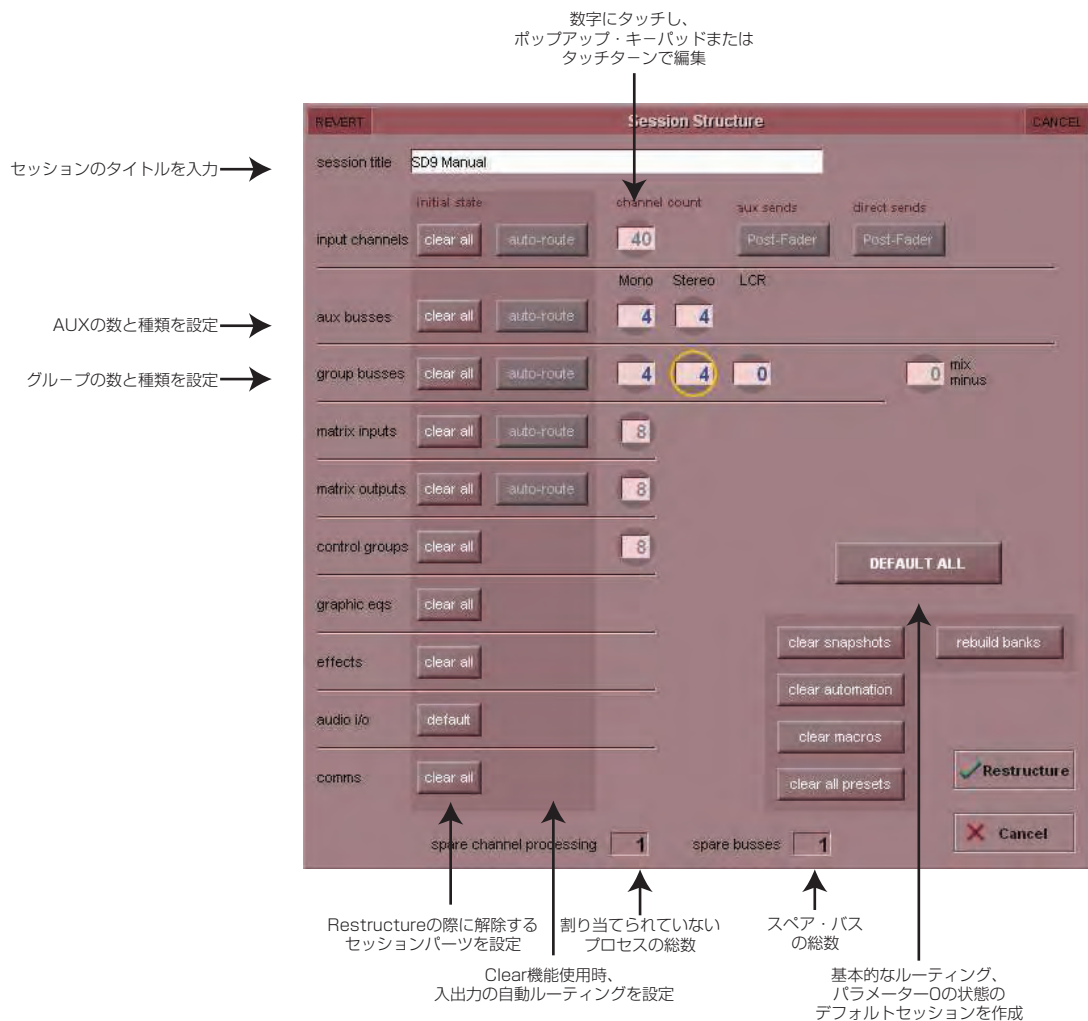 数字にタッチし、
ポップアップ・キーパッドまたは
タッチターンで編集
REVERT Session Structure CANCEL
セッションのタイトルを入力
session title SD9 Manual
initial state channel count aux sends direct sends
input channels clear all auto-route 40 Post-Fader Post-Fader
Mono Stereo LCR
AUXの数と種類を設定
aux busses clear all auto-route 4 4
グループの数と種類を設定
group busses clear all auto-route 4 4 0 0 mix
minus
matrix inputs clear all auto-route 8
matrix outputs clear all auto-route 8
control groups clear all 8
DEFAULT ALL
graphic eqs clear all
clear snapshots rebuild banks
effects clear all
clear automation
audio i/o default
clear macros
comms clear all
clear all presets
Restructure
Cancel
spare channel processing 1 spare busses 1
Restructureの際に解除する
セッションパーツを設定
割り当てられていない
プロセスの総数
スペア・バス
の総数
Clear機能使用時、
入出力の自動ルーティングを設定
基本的なルーティング、
パラメーター0の状態の
デフォルトセッションを作成